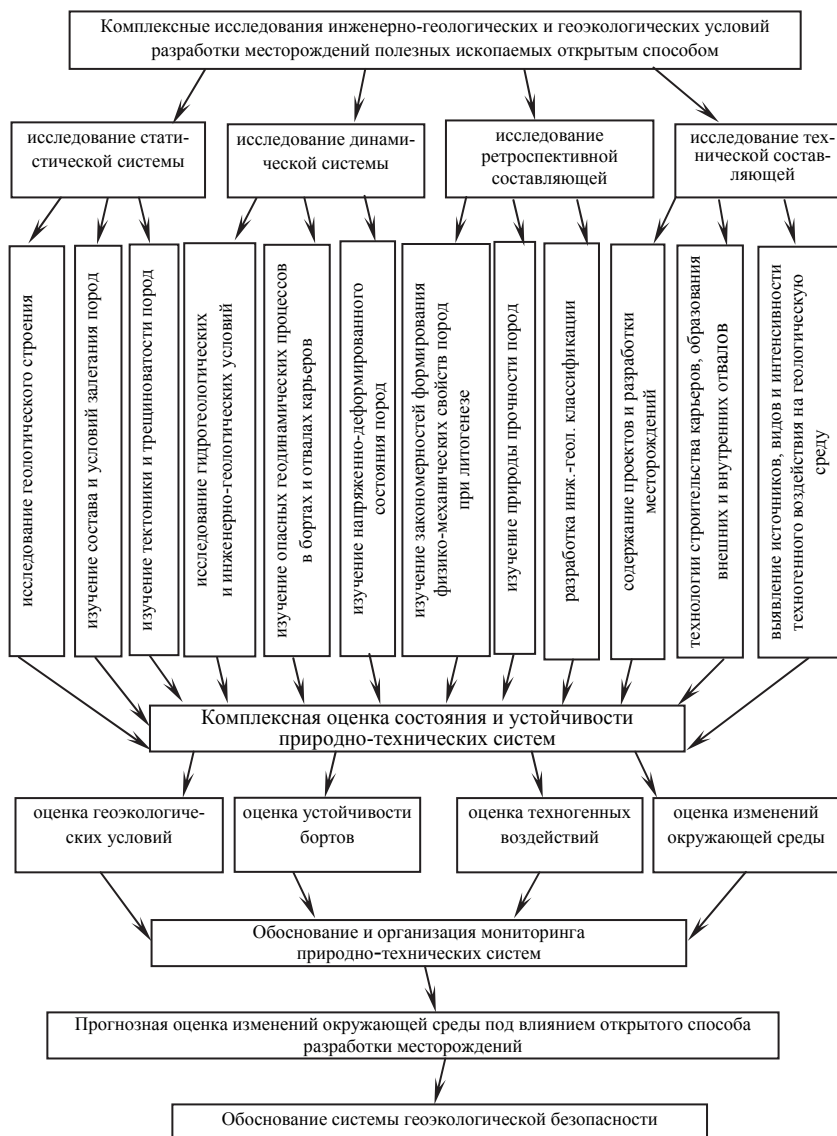 Комплексные исследования инженерно-геологических и геоэкологических условий
разработки месторождений полезных ископаемых открытым способом
исследование стати-
стической системы
исследование динами-
ческой системы
исследование
ретроспективной
составляющей
исследование тех-
нической состав-
ляющей
исследование геологического строения
изучение состава и условий залегания пород
изучение тектоники и трещиноватости пород
исследование гидрогеологических
и инженерно-геологических условий
изучение опасных геодинамических процессов
в бортах и отвалах карьеров
изучение напряженно-деформированного
состояния пород
изучение закономерностей формирования
физико-механических свойств пород
при литогенезе
изучение природы прочности пород
разработка инж.-геол. классификации
содержание проектов и разработки
месторождений
технологии строительства карьеров, образования
внешних и внутренних отвалов
выявление источников, видов и интенсивности
техногенного воздействия на геологическую
среду
Комплексная оценка состояния и устойчивости
природно-технических систем
оценка геоэкологиче-
ских условий
оценка устойчивости
бортов
оценка техногенных
воздействий
оценка изменений
окружающей среды
Обоснование и организация мониторинга
природно-технических систем
Прогнозная оценка изменений окружающей среды под влиянием открытого способа
разработки месторождений
Обоснование системы геоэкологической безопасности